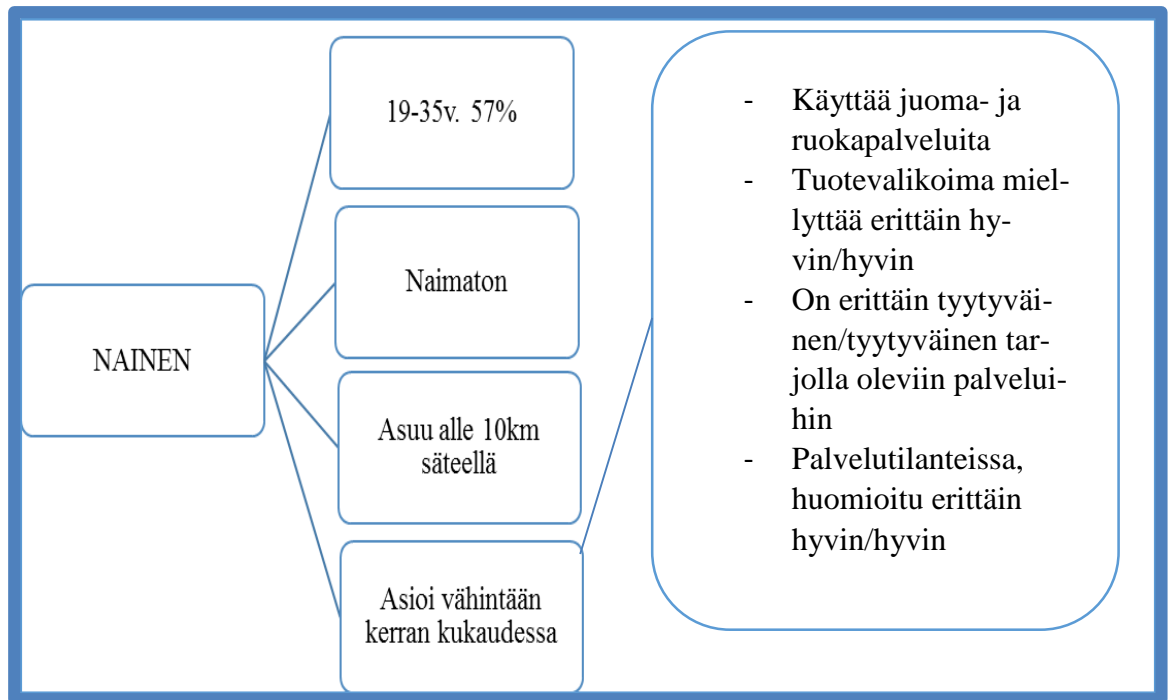 NAINEN
19-35v. 57%
Naimaton
Asuu alle 10km
säteellä
Asioi vähintään
kerran kukaudessa
- Käyttää juoma- ja
ruokapalveluita
- Tuotevalikoima miel-
lyttää erittäin hy-
vin/hyvin
- On erittäin tyytyväi-
nen/tyytyväinen tar-
jolla oleviin palvelui-
hin
- Palvelutilanteissa,
huomioitu erittäin
hyvin/hyvin